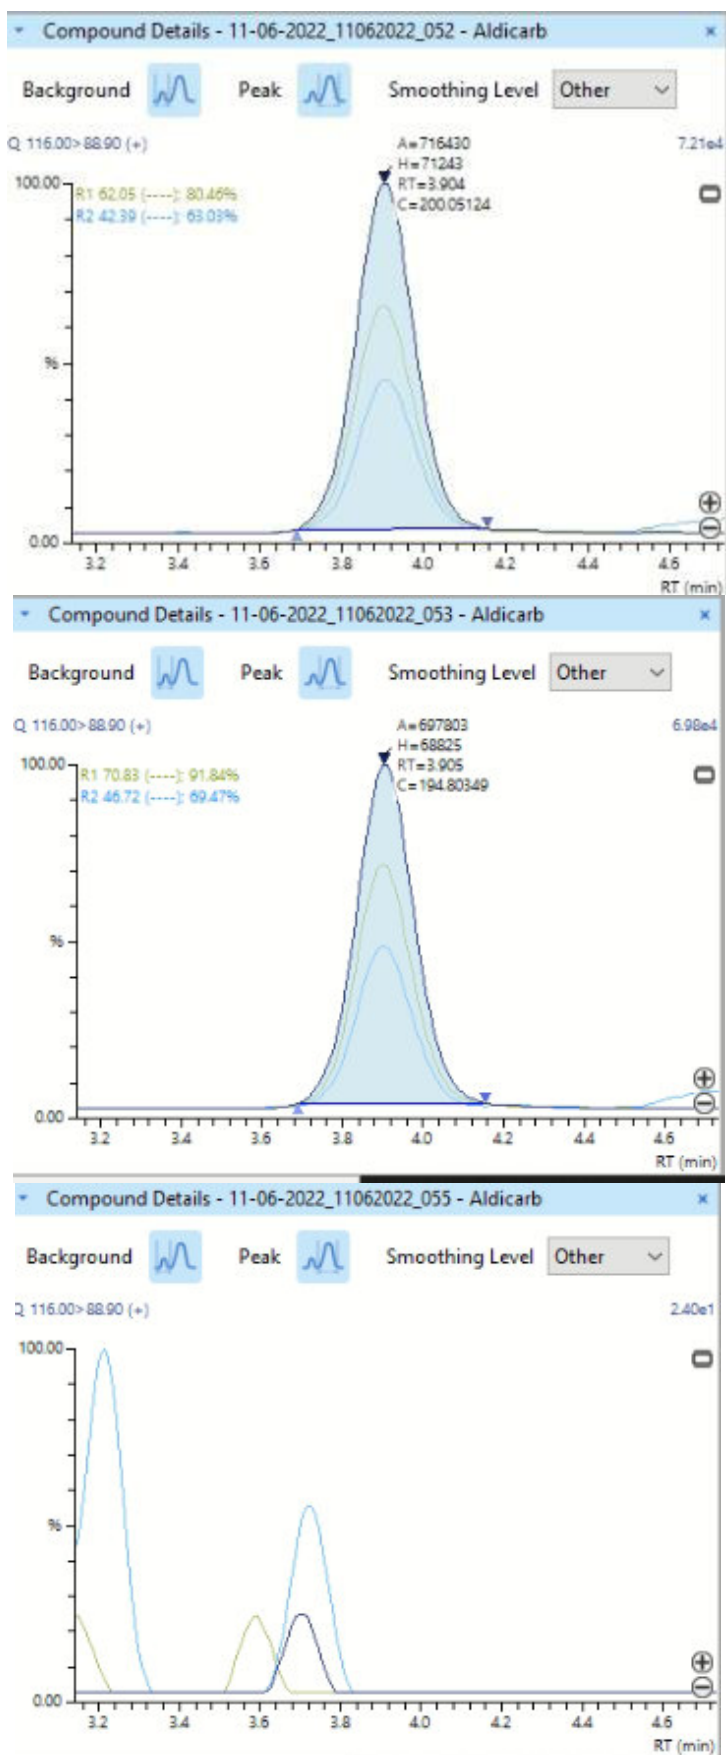 Compound Details - 11-06-2022_11062022_052 - Aldicarb
Background Peak Smoothing Level Other
Q 116.00>88.90 (+) 7.21e4
A=716430
H=71243
RT=3.904
C=200.05124
100.00
R1 62.05 (----); 80.46%
R2 42.39 (----); 63.03%
%
0.00
3.2 3.4 3.6 3.8 4.0 4.2 4.4 4.6
RT (min)
Compound Details - 11-06-2022_11062022_053 - Aldicarb
Background Peak Smoothing Level Other
Q 116.00>88.90 (+) 6.98e4
A=697803
H=68825
RT=3.905
C=194.80349
100.00
R1 70.83 (----); 91.84%
R2 46.72 (----); 69.47%
%
0.00
3.2 3.4 3.6 3.8 4.0 4.2 4.4 4.6
RT (min)
Compound Details - 11-06-2022_11062022_055 - Aldicarb
Background Peak Smoothing Level Other
Q 116.00>88.90 (+) 2.40e1
100.00
%
0.00
3.2 3.4 3.6 3.8 4.0 4.2 4.4 4.6
RT (min)